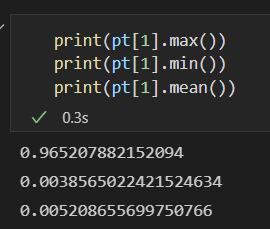 print(pt[1].max())
print(pt[1].min())
print(pt[1].mean())
0.3s
0.965207882152094
0.0038565022421524634
0.005208655699750766